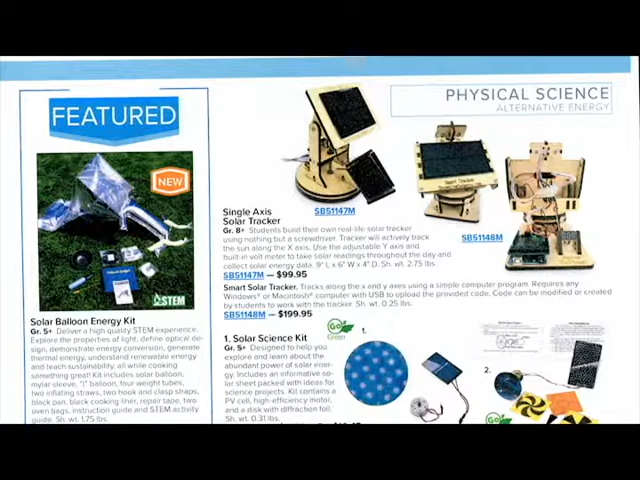 PHYSICAL SCIENCE
ALTERNATIVE ENERGY
FEATURED
NEW
STEM
Solar Balloon Energy Kit
Gr. 5+ Deliver a high quality STEM experience.
Explore the properties of light, define optical de-
sign, demonstrate energy conversion, generate
thermal energy, understand renewable energy
and teach sustainability, all while cooking
something great! Kit includes solar balloon,
mylar sleeve, "J" balloon, four weight tubes,
two inflating straws, two hook and clasp straps,
black pan, black cooking liner, repair tape, two
oven bags, instruction guide and STEM activity
guide. Sh. wt. 1.75 lbs.
SB51147M
SB51148M
Single Axis
Solar Tracker
Gr. 8+ Students build their own real-life solar tracker
using nothing but a screwdriver. Tracker will actively track
the sun along the X axis. Use the adjustable Y axis and
built-in volt meter to take solar readings throughout the day and
collect solar energy data. 9" L x 6" W x 4" D. Sh. wt. 2.75 lbs.
SB51147M — $99.95
Smart Solar Tracker. Tracks along the x and y axes using a simple computer program. Requires any
Windows® or Macintosh® computer with USB to upload the provided code. Code can be modified or created
by students to work with the tracker. Sh. wt. 0.25 lbs.
SB51148M — $199.95
1. Solar Science Kit
Gr. 5+ Designed to help you
explore and learn about the
abundant power of solar ener-
gy. Includes an informative so-
lar sheet packed with ideas for
science projects. Kit contains a
PV cell, high-efficiency motor,
and a disk with diffraction foil.
Sh. wt. 0.31 lbs.
Go
Green
1.
2.
Go